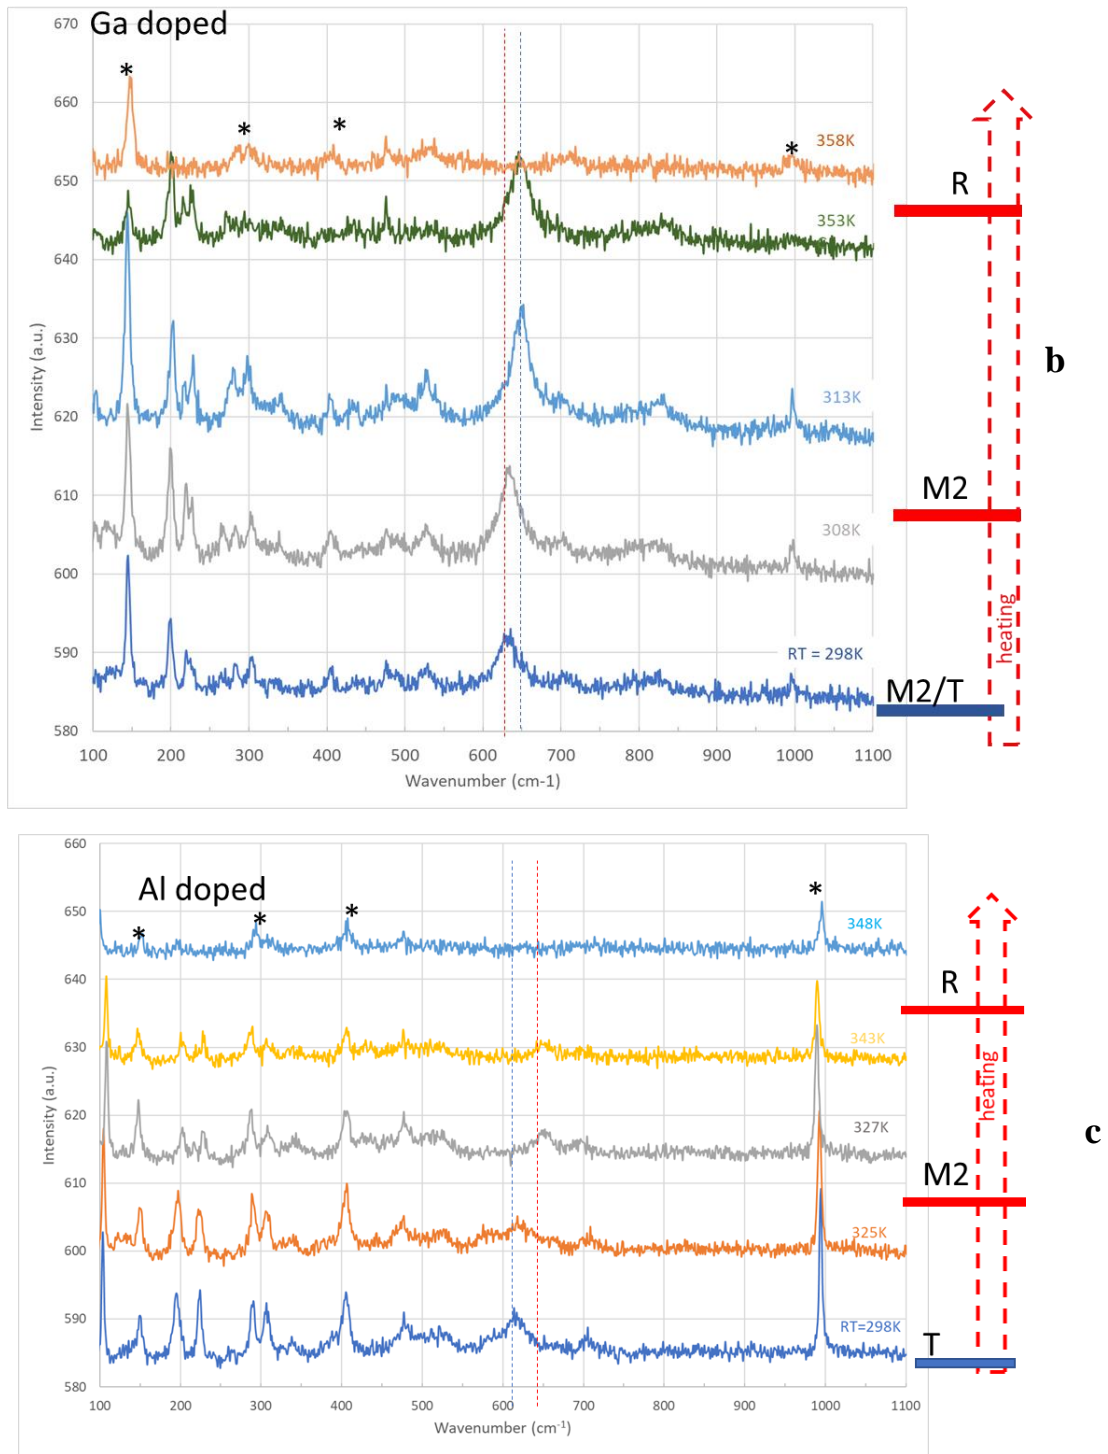 Ga doped
670
660
650
640
630
620
610
600
590
580
Intensity (a.u.)
*
*
*
*
358K
353K
313K
308K
RT = 298K
100 200 300 400 500 600 700 800 900 1000 1100
Wavenumber (cm-1)
R
M2
M2/T
heating
b
Al doped
660
650
640
630
620
610
600
590
580
Intensity (a.u.)
*
*
*
*
348K
343K
327K
325K
RT=298K
100 200 300 400 500 600 700 800 900 1000 1100
Wavenumber (cm⁻¹)
R
M2
T
heating
c